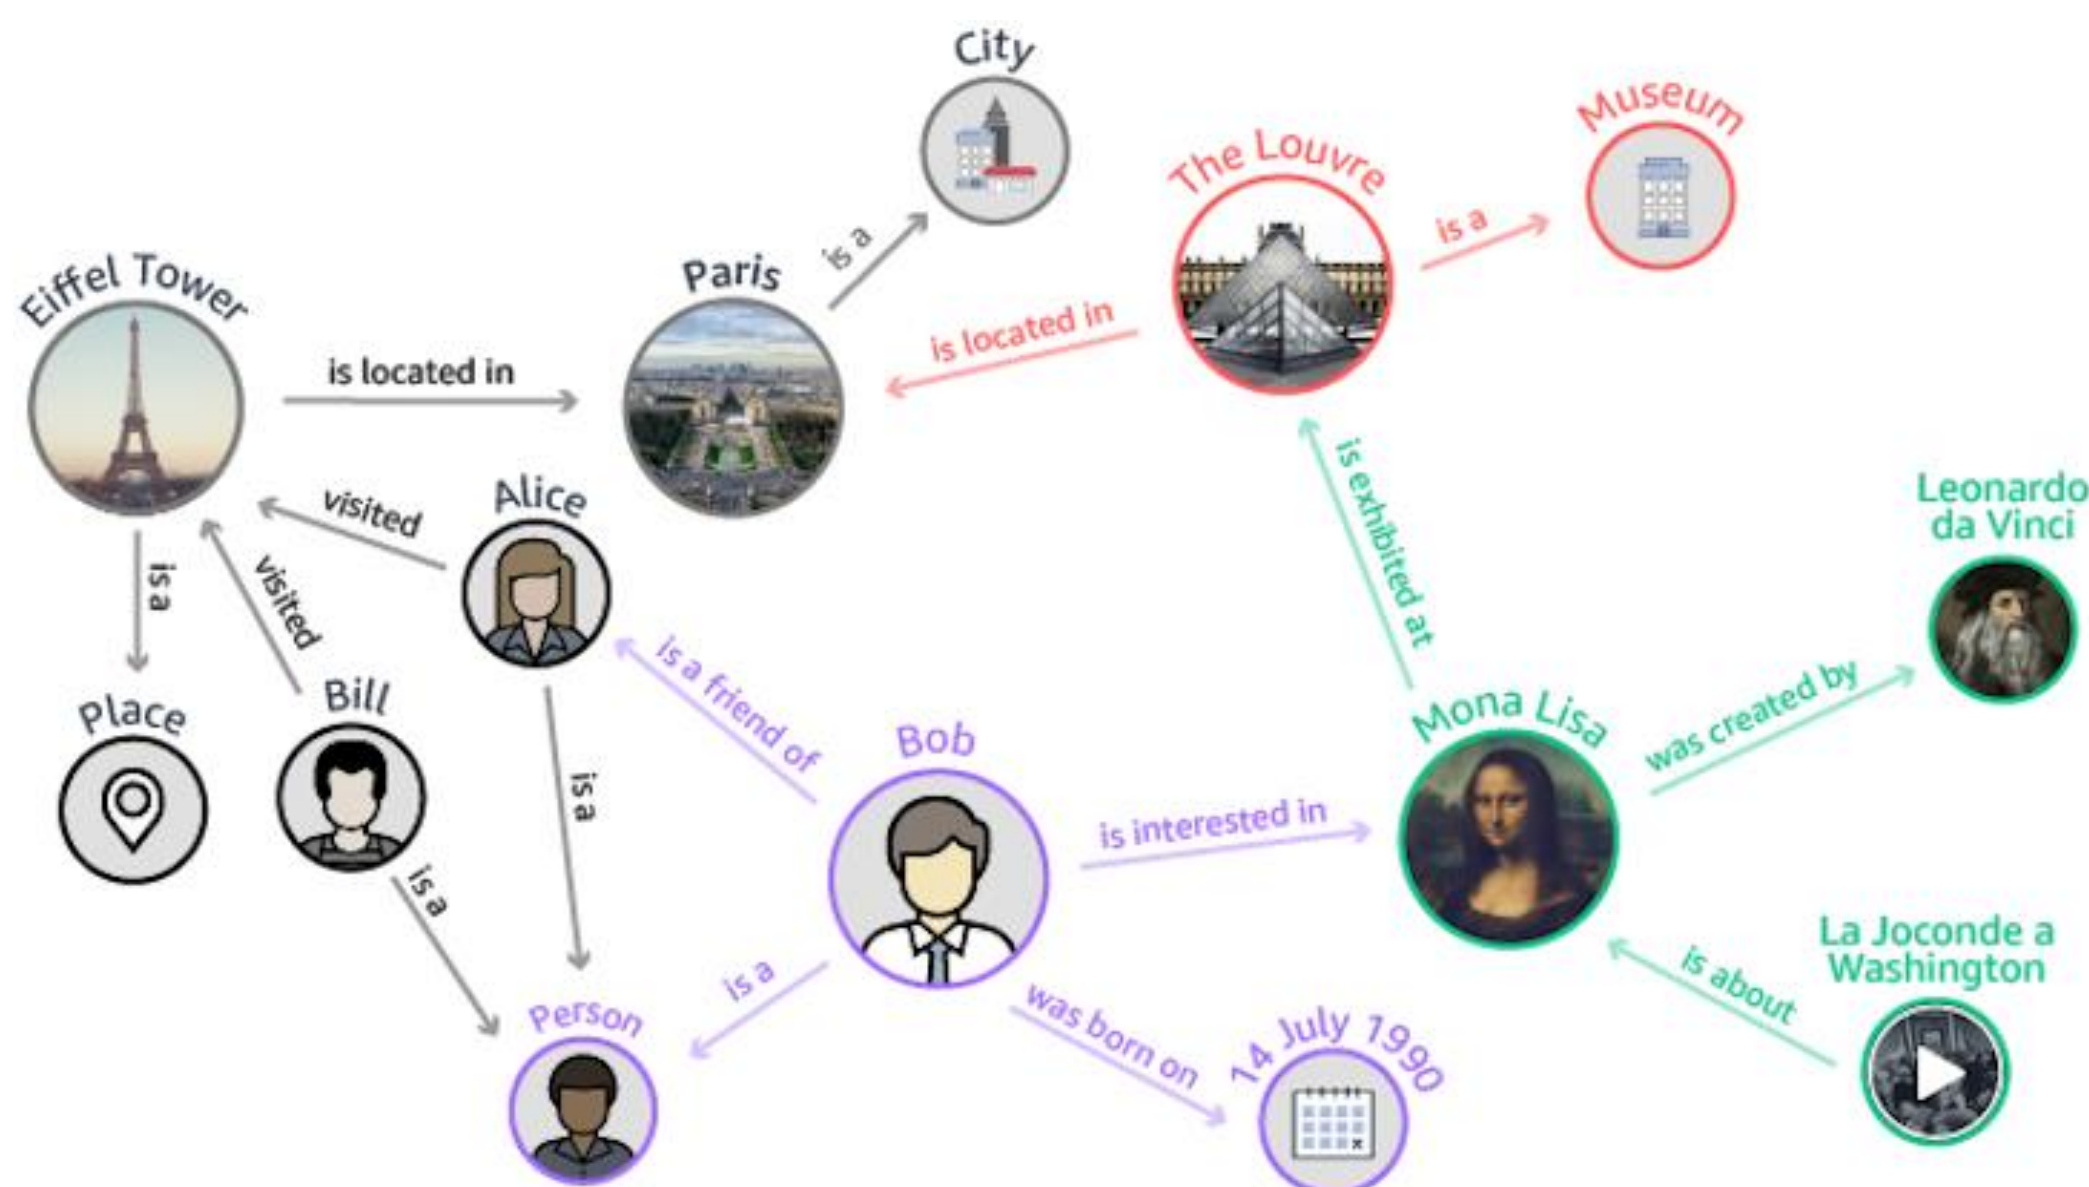 City
Museum
The Louvre
is a
is a
Eiffel Tower
Paris
is located in
is located in
is exhibited at
Alice
visited
Leonardo
da Vinci
is a
visited
is a friend of
Place
Bill
Bob
Mona Lisa
was created by
is a
is interested in
is a
La Joconde a
Washington
is about
is a
Person
was born on
14 July 1990